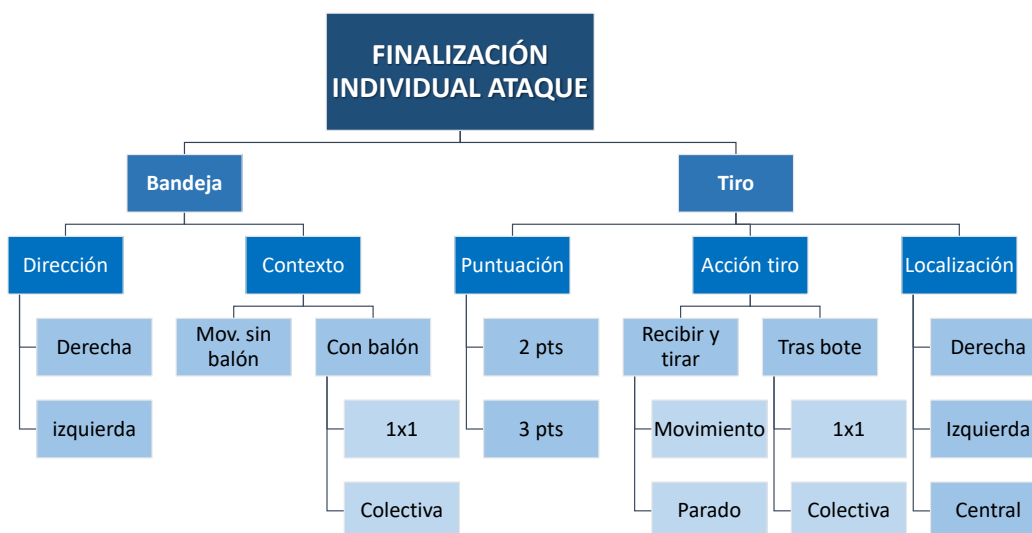 FINALIZACIÓN
INDIVIDUAL ATAQUE
Bandeja
Tiro
Dirección
Contexto
Puntuación
Acción tiro
Localización
Derecha
Mov. sin
balón
Con balón
2 pts
Recibir y
tirar
Tras bote
Derecha
izquierda
1x1
3 pts
Movimiento
1x1
Izquierda
Colectiva
Parado
Colectiva
Central